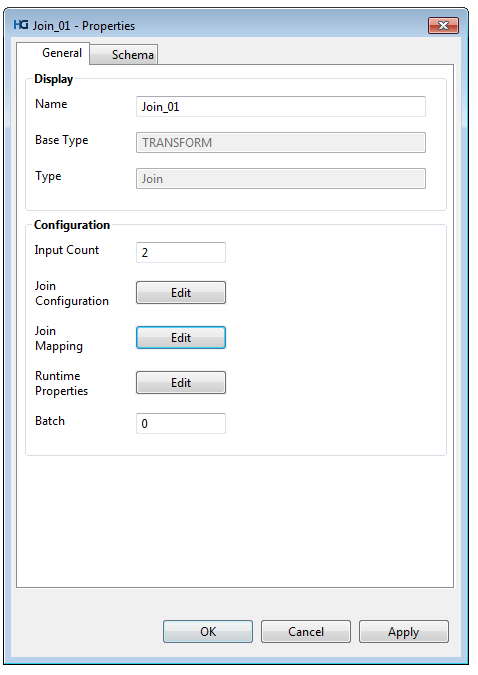 HG Join_01 - Properties
General Schema
Display
Name Join_01
Base Type TRANSFORM
Type Join
Configuration
Input Count 2
Join
Configuration Edit
Join
Mapping Edit
Runtime
Properties Edit
Batch 0
OK Cancel Apply